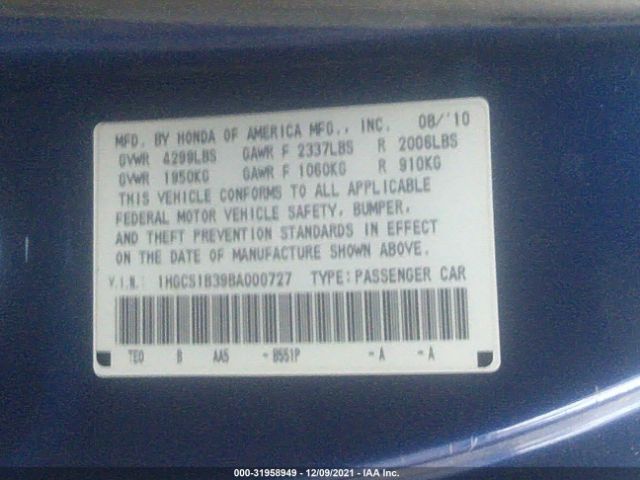 MFD. BY HONDA OF AMERICA MFG., INC. 08/'10
GVWR 4299LBS GAWR F 2337LBS R 2006LBS
GVWR 1950KG GAWR F 1060KG R 910KG
THIS VEHICLE CONFORMS TO ALL APPLICABLE
FEDERAL MOTOR VEHICLE SAFETY, BUMPER,
AND THEFT PREVENTION STANDARDS IN EFFECT
ON THE DATE OF MANUFACTURE SHOWN ABOVE.
V.I.N.: 1HGCS1B39BA000727 TYPE: PASSENGER CAR
TE0 B AA5 - B551P - A - A
000-31958949 - 12/09/2021 - IAA Inc.